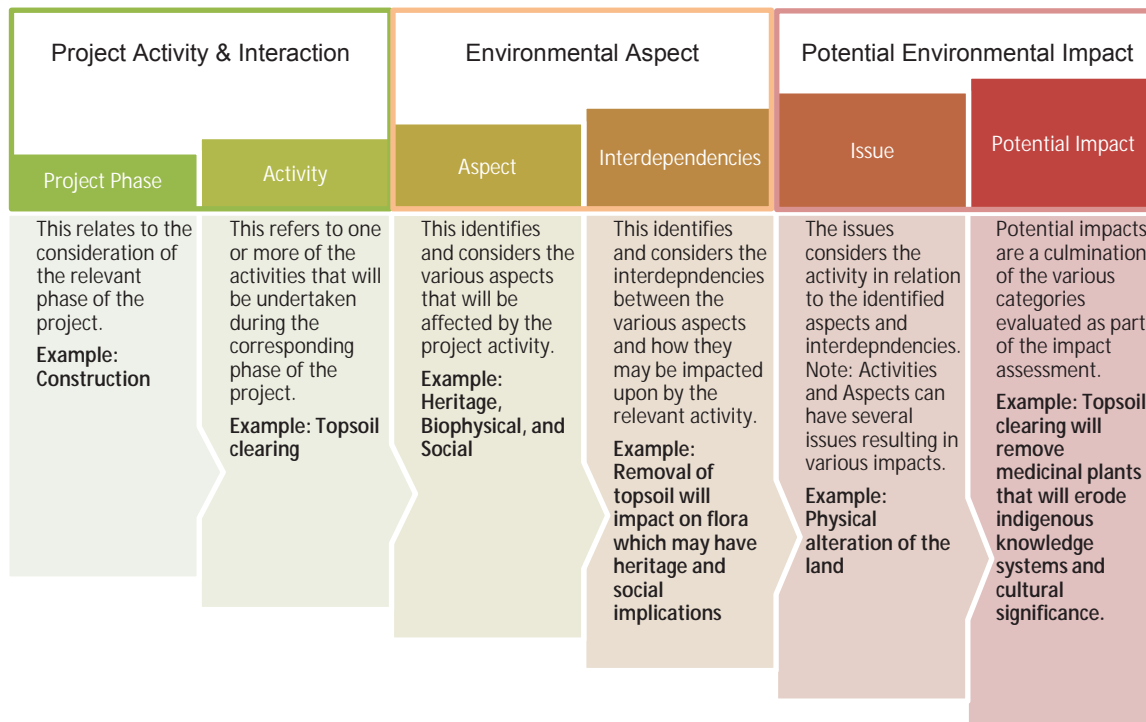 Project Activity & Interaction
Environmental Aspect
Potential Environmental Impact
Project Phase
Activity
Aspect
Interdependencies
Issue
Potential Impact
This relates to the
consideration of
the relevant
phase of the
project.
Example:
Construction
This refers to one
or more of the
activities that will
be undertaken
during the
corresponding
phase of the
project.
Example: Topsoil
clearing
This identifies
and considers the
various aspects
that will be
affected by the
project activity.
Example:
Heritage,
Biophysical, and
Social
This identifies
and considers the
interdepndencies
between the
various aspects
and how they
may be impacted
upon by the
relevant activity.
Example:
Removal of
topsoil will
impact on flora
which may have
heritage and
social
implications
The issues
considers the
activity in relation
to the identified
aspects and
interdepndencies.
Note: Activities
and Aspects can
have several
issues resulting in
various impacts.
Example:
Physical
alteration of the
land
Potential impacts
are a culmination
of the various
categories
evaluated as part
of the impact
assessment.
Example: Topsoil
clearing will
remove
medicinal plants
that will erode
indigenous
knowledge
systems and
cultural
significance.